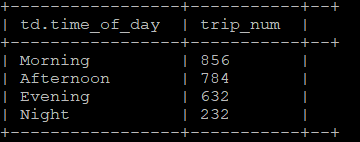 +-----------------+-----------+--+
| td.time_of_day  | trip_num  |
+-----------------+-----------+--+
| Morning         | 856       |
| Afternoon       | 784       |
| Evening         | 632       |
| Night           | 232       |
+-----------------+-----------+--+